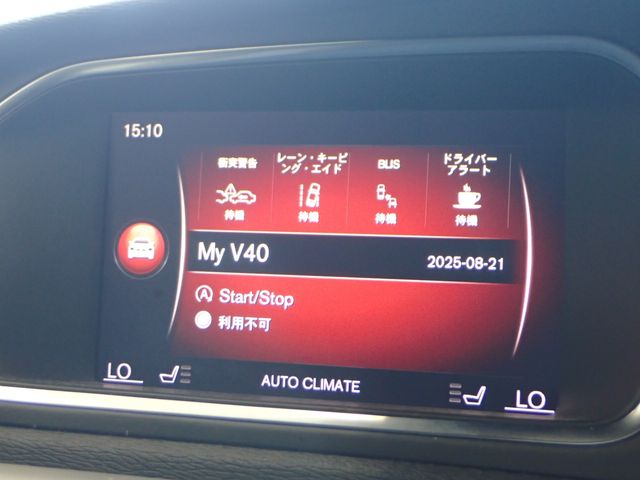 15:10
衝突警告
レーン・キーピ
ング・エイド
BLIS
ドライバー
アラート
待機
待機
待機
待機
My V40
2025-08-21
Start/Stop
利用不可
LO
AUTO CLIMATE
LO